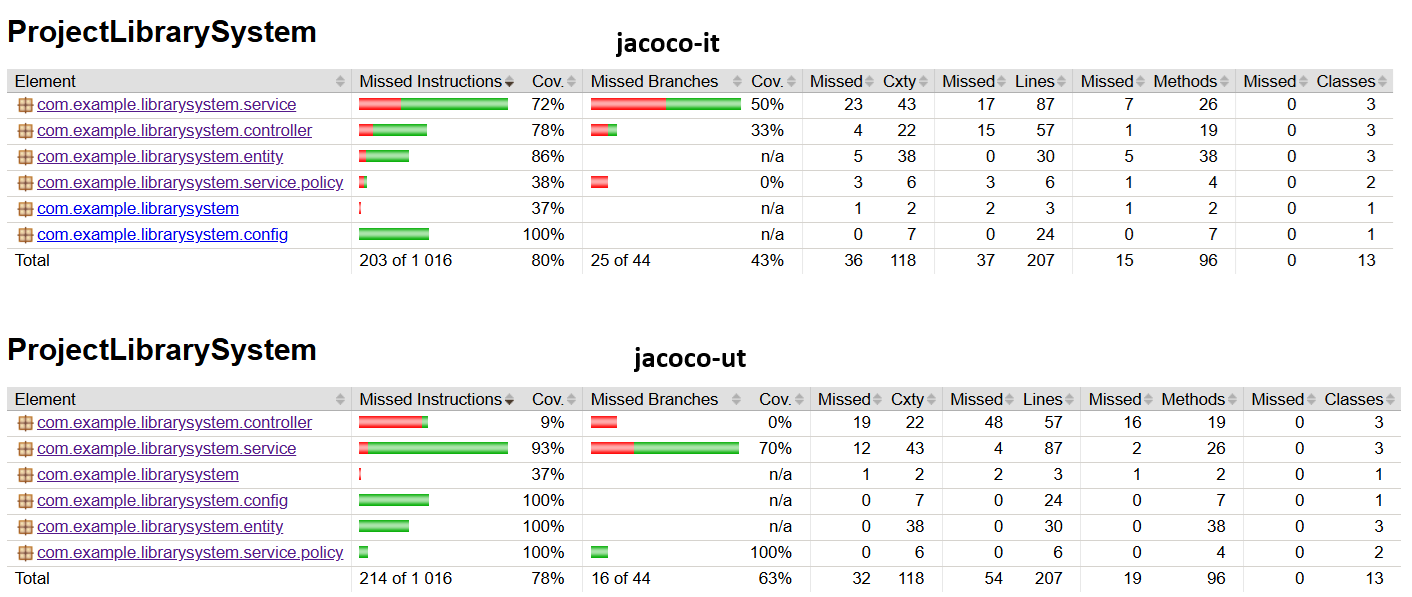 ProjectLibrarySystem
jacoco-it
Element Missed Instructions Cov. Missed Branches Cov. Missed Cxty Missed Lines Missed Methods Missed Classes
com.example.librarysystem.service 72% 50% 23 43 17 87 7 26 0 3
com.example.librarysystem.controller 78% 33% 4 22 15 57 1 19 0 3
com.example.librarysystem.entity 86% n/a 5 38 0 30 5 38 0 3
com.example.librarysystem.service.policy 38% 0% 3 6 3 6 1 4 0 2
com.example.librarysystem 37% n/a 1 2 2 3 1 2 0 1
com.example.librarysystem.config 100% n/a 0 7 0 24 0 7 0 1
Total 203 of 1 016 80% 25 of 44 43% 36 118 37 207 15 96 0 13
ProjectLibrarySystem
jacoco-ut
Element Missed Instructions Cov. Missed Branches Cov. Missed Cxty Missed Lines Missed Methods Missed Classes
com.example.librarysystem.controller 9% 0% 19 22 48 57 16 19 0 3
com.example.librarysystem.service 93% 70% 12 43 4 87 2 26 0 3
com.example.librarysystem 37% n/a 1 2 2 3 1 2 0 1
com.example.librarysystem.config 100% n/a 0 7 0 24 0 7 0 1
com.example.librarysystem.entity 100% n/a 0 38 0 30 0 38 0 3
com.example.librarysystem.service.policy 100% 100% 0 6 0 6 0 4 0 2
Total 214 of 1 016 78% 16 of 44 63% 32 118 54 207 19 96 0 13